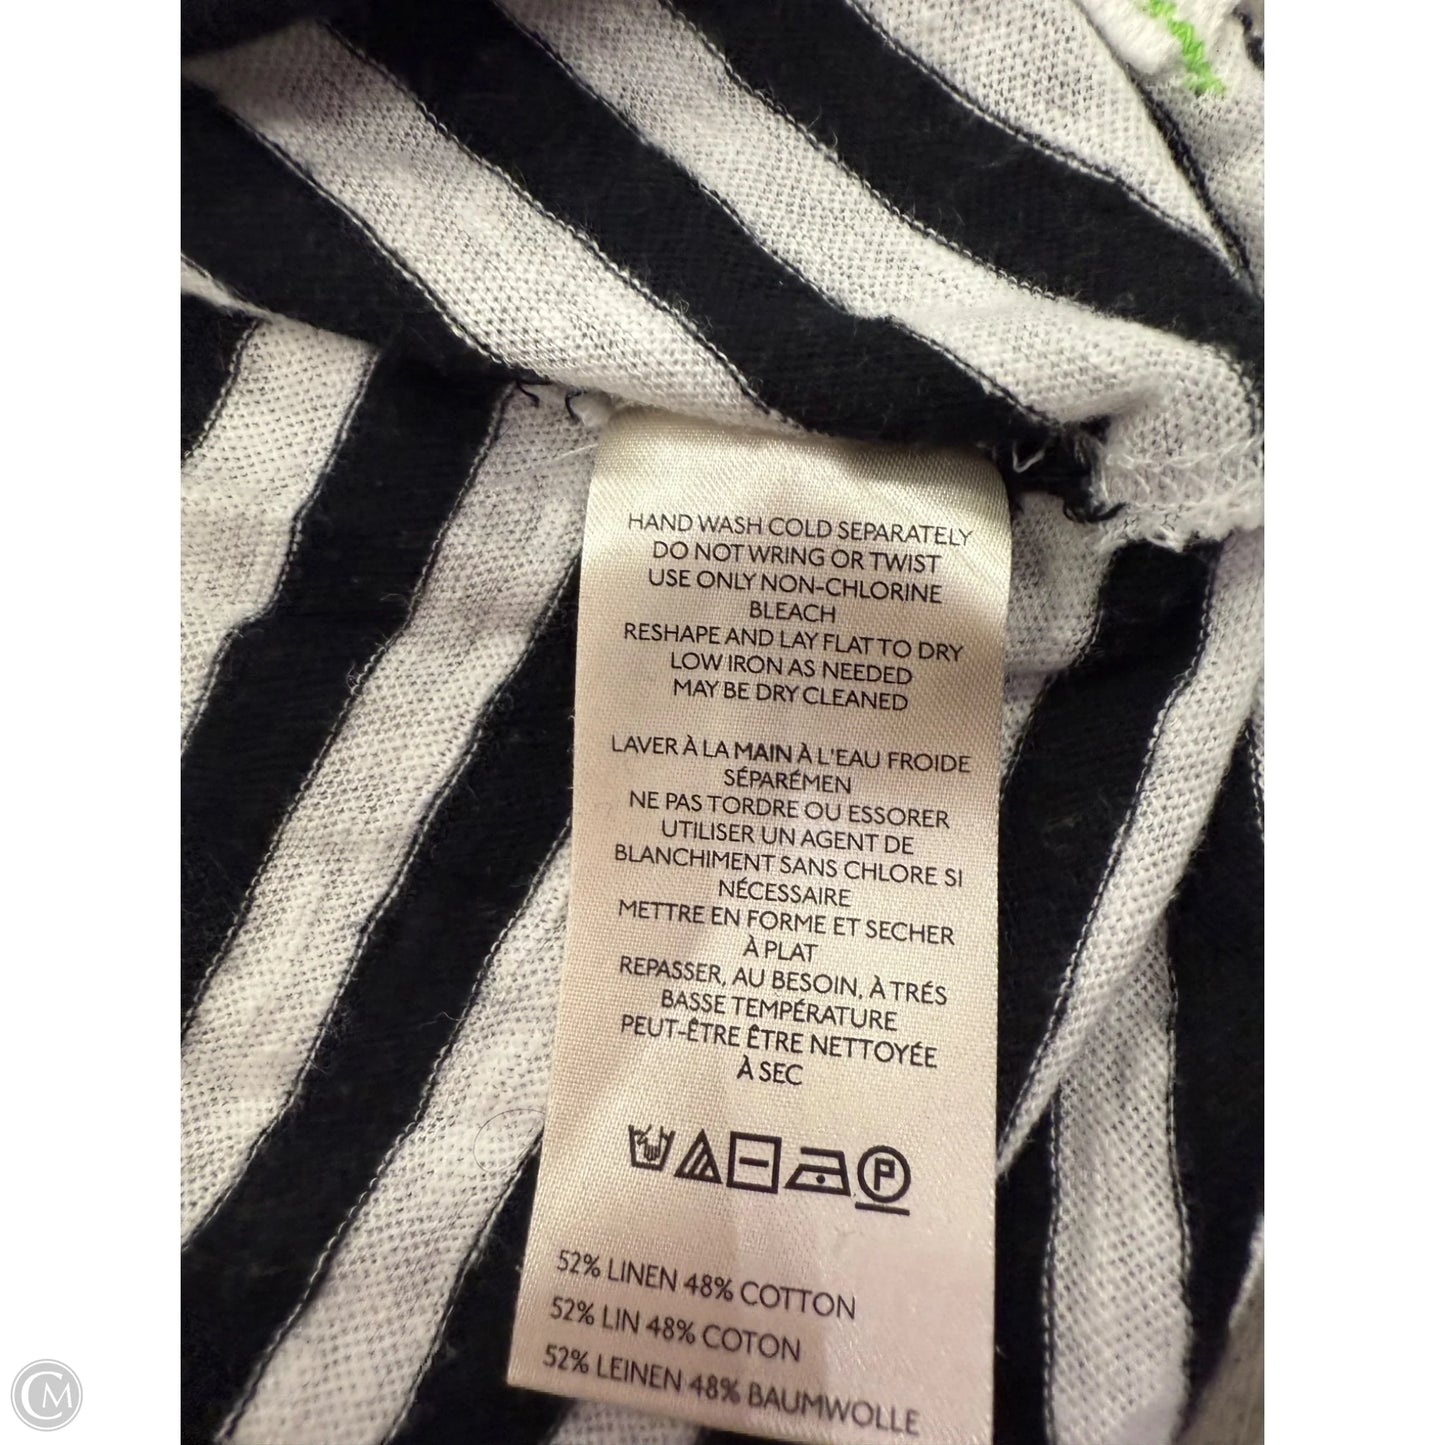 HAND WASH COLD SEPARATELY
DO NOT WRING OR TWIST
USE ONLY NON-CHLORINE
BLEACH
RESHAPE AND LAY FLAT TO DRY
LOW IRON AS NEEDED
MAY BE DRY CLEANED
LAVER À LA MAIN À L'EAU FROIDE
SÉPARÉMEN
NE PAS TORDRE OU ESSORER
UTILISER UN AGENT DE
BLANCHIMENT SANS CHLORE SI
NÉCESSAIRE
METTRE EN FORME ET SECHER
À PLAT
REPASSER, AU BESOIN, À TRÉS
BASSE TEMPÉRATURE
PEUT-ÊTRE ÊTRE NETTOYÉE
À SEC
P
52% LINEN 48% COTTON
52% LIN 48% COTON
52% LEINEN 48% BAUMWOLLE
CM